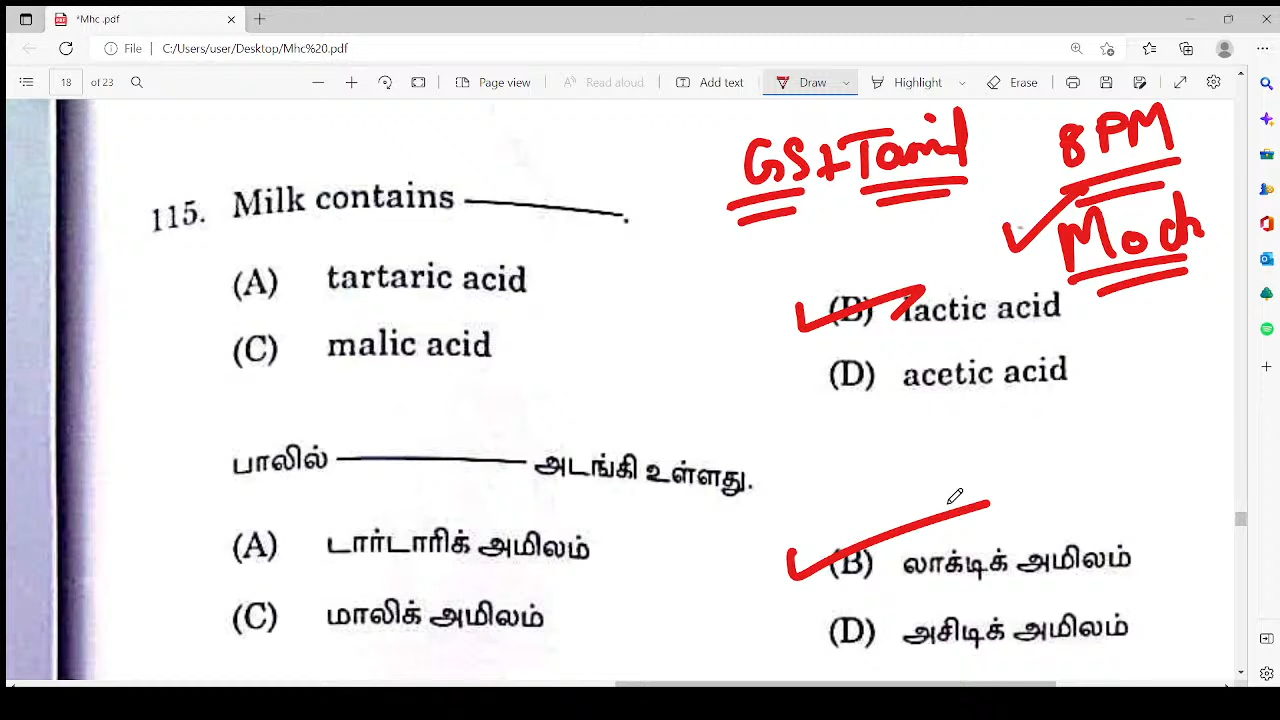 *Mhc .pdf
File | C:/Users/user/Desktop/Mhc%20.pdf
18 of 23 Page view Read aloud Add text Draw Highlight Erase
GS+Tamil 8 PM
Mock
115. Milk contains ————.
(A) tartaric acid
(B) lactic acid
(C) malic acid
(D) acetic acid
பாலில் ———— அடங்கி உள்ளது.
(A) டார்டாரிக் அமிலம்
(B) லாக்டிக் அமிலம்
(C) மாலிக் அமிலம்
(D) அசிடிக் அமிலம்